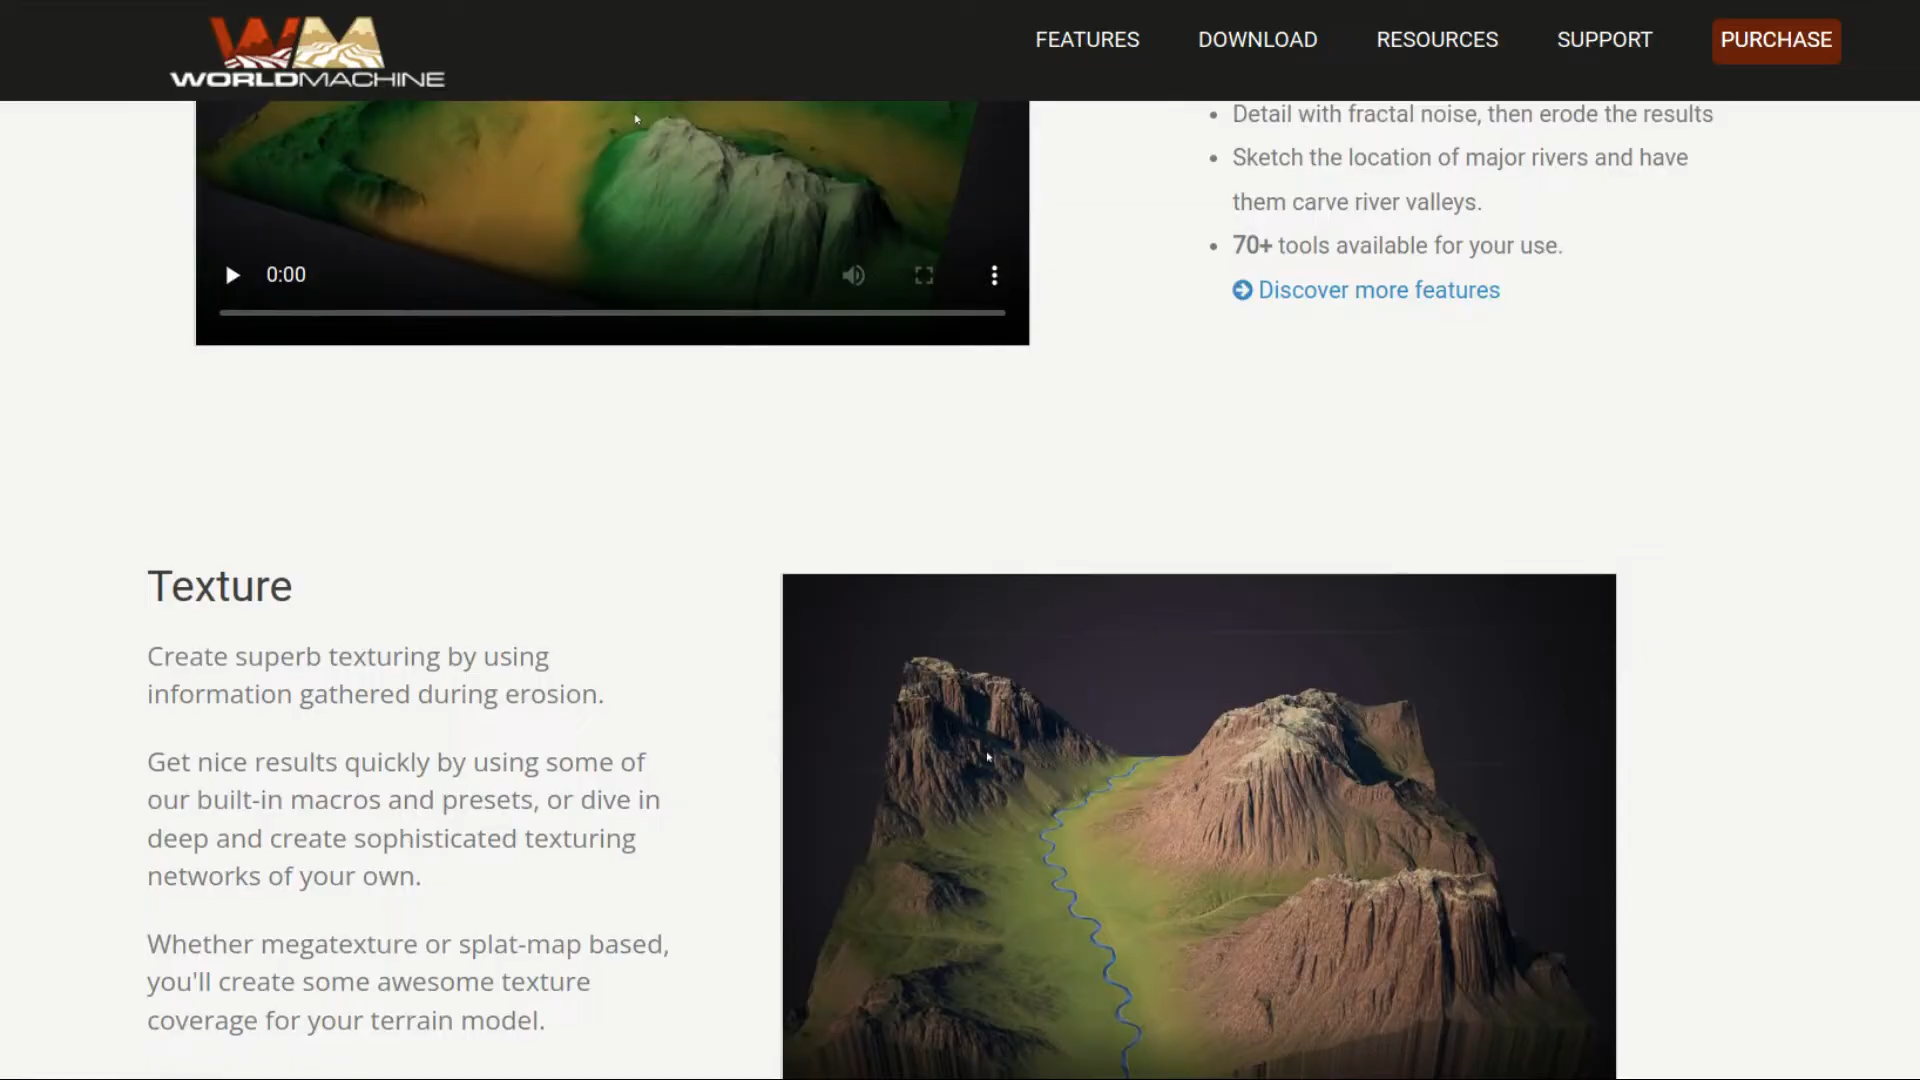 WM
WORLDMACHINE
FEATURES DOWNLOAD RESOURCES SUPPORT PURCHASE
Detail with fractal noise, then erode the results
Sketch the location of major rivers and have
them carve river valleys.
70+ tools available for your use.
Discover more features
0:00
Texture
Create superb texturing by using
information gathered during erosion.
Get nice results quickly by using some of
our built-in macros and presets, or dive in
deep and create sophisticated texturing
networks of your own.
Whether megatexture or splat-map based,
you'll create some awesome texture
coverage for your terrain model.